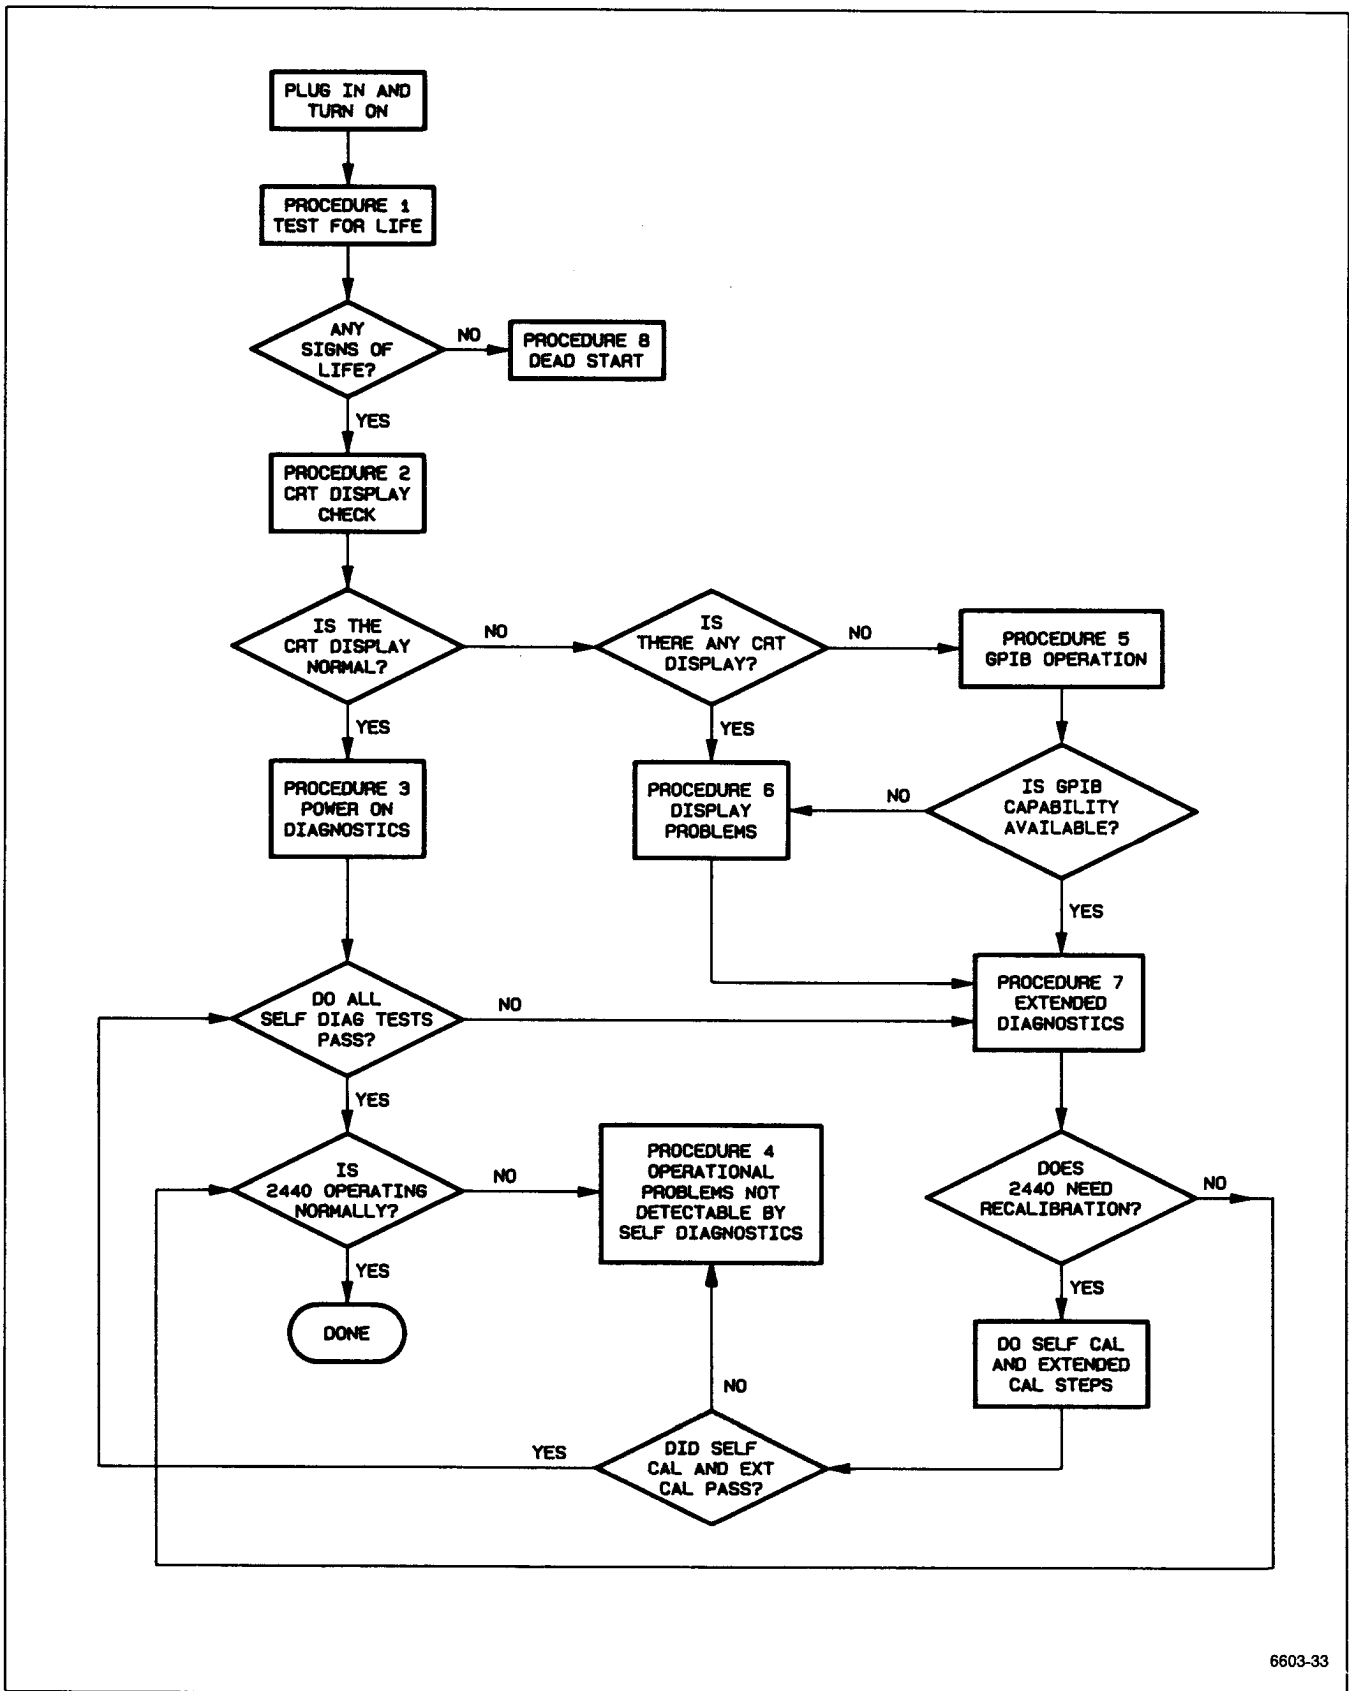 PLUG IN AND
TURN ON
PROCEDURE 1
TEST FOR LIFE
ANY
SIGNS OF
LIFE?
NO
PROCEDURE 8
DEAD START
YES
PROCEDURE 2
CRT DISPLAY
CHECK
IS THE
CRT DISPLAY
NORMAL?
NO
IS
THERE ANY CRT
DISPLAY?
NO
PROCEDURE 5
GPIB OPERATION
YES
YES
PROCEDURE 3
POWER ON
DIAGNOSTICS
PROCEDURE 6
DISPLAY
PROBLEMS
NO
IS GPIB
CAPABILITY
AVAILABLE?
YES
DO ALL
SELF DIAG TESTS
PASS?
NO
PROCEDURE 7
EXTENDED
DIAGNOSTICS
YES
IS
2440 OPERATING
NORMALLY?
NO
PROCEDURE 4
OPERATIONAL
PROBLEMS NOT
DETECTABLE BY
SELF DIAGNOSTICS
DOES
2440 NEED
RECALIBRATION?
NO
YES
DONE
YES
DO SELF CAL
AND EXTENDED
CAL STEPS
NO
YES
DID SELF
CAL AND EXT
CAL PASS?
6603-33